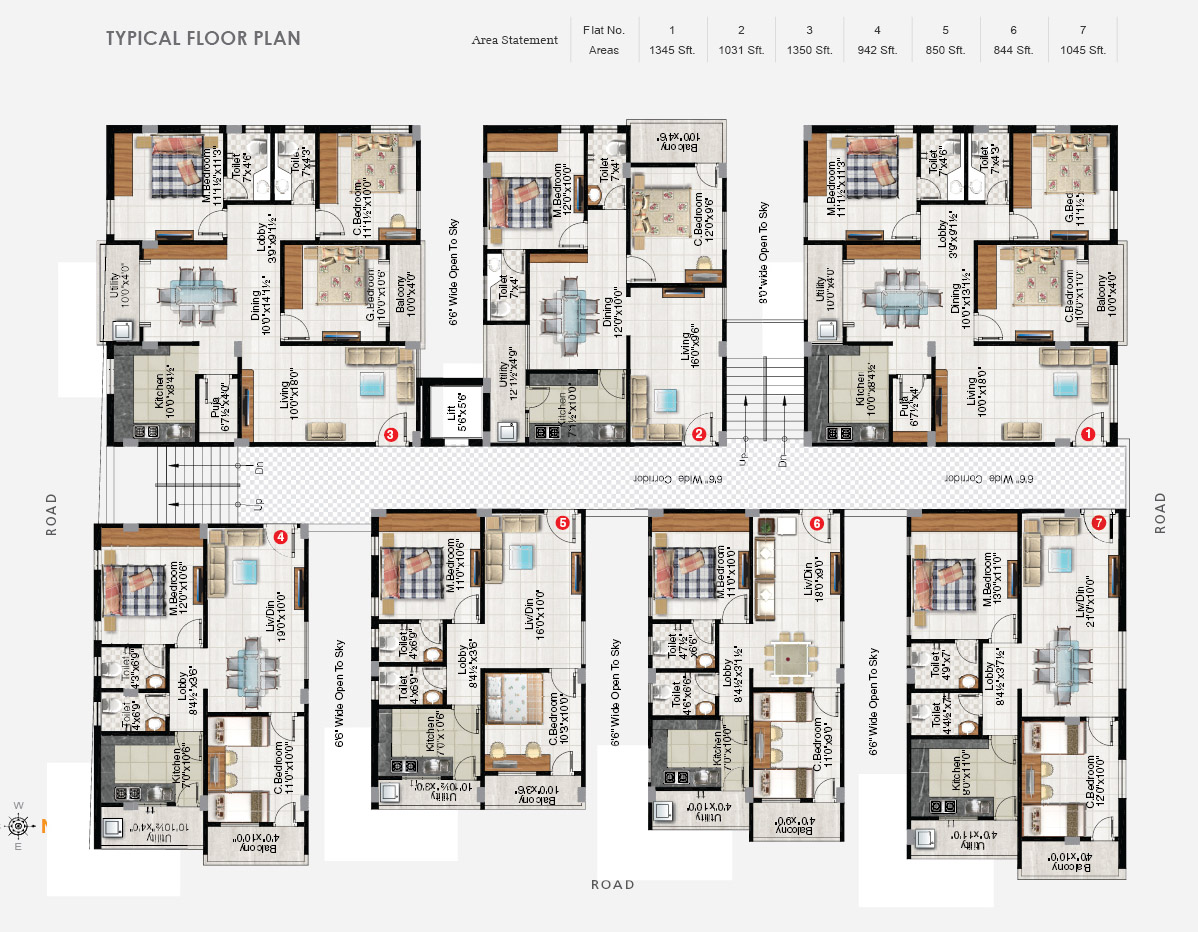 TYPICAL FLOOR PLAN
Area Statement
Flat No. 1 2 3 4 5 6 7
Areas 1345 Sft. 1031 Sft. 1350 Sft. 942 Sft. 850 Sft. 844 Sft. 1045 Sft.
M.Bedroom
11'1½"x11'3"
Toilet
7'x4'6"
Toilet
7'x4'3"
C.Bedroom
11'1½"x10'0"
Lobby
3'9"x9'1½"
Utility
10'0"x4'0"
Dining
10'0"x14'1½"
G.Bedroom
10'0"x10'6"
Balcony
10'0"x4'0"
Kitchen
10'0"x8'4½"
Puja
6'7½"x4'0"
Living
10'0"x18'0"
3
6'6" Wide Open To Sky
Lift
5'6"x5'6"
M.Bedroom
12'0"x10'0"
Toilet
7'x4'
Balcony
10'0"x4'6"
C.Bedroom
12'0"x9'6"
Toilet
7'x4'
Dining
12'0"x10'0"
Utility
12'1½"x4'9"
Kitchen
7'1½"x10'0"
Living
16'0"x9'6"
2
8'0" wide Open To Sky
Up
Dn
M.Bedroom
11'1½"x11'3"
Toilet
7'x4'6"
Toilet
7'x4'3"
G.Bedroom
11'1½"
Lobby
3'9"x9'1½"
Utility
10'0"x4'0"
Dining
10'0"x13'1½"
C.Bedroom
10'0"x11'0"
Balcony
10'0"x4'0"
Kitchen
10'0"x8'4½"
Puja
6'7½"x4'
Living
10'0"x18'0"
1
Dn
Up
6'6" Wide Corridor
6'6" Wide Corridor
ROAD
ROAD
4
M.Bedroom
12'0"x10'6"
Liv/Din
19'0"x10'0"
Toilet
4'3"x6'9"
Lobby
8'4½"x3'6"
Toilet
4'x6'9"
Kitchen
7'0"x10'6"
C.Bedroom
11'0"x10'0"
Utility
10'10½"x4'0"
Balcony
4'0"x10'0"
6'6" Wide Open To Sky
5
M.Bedroom
11'0"x10'6"
Liv/Din
16'0"x10'0"
Toilet
4'x6'9"
Lobby
8'4½"x3'6"
Toilet
4'x6'9"
Kitchen
7'0"x10'6"
C.Bedroom
10'3"x10'0"
Utility
10'10½"x3'0"
Balcony
10'0"x3'6"
6'6" Wide Open To Sky
6
M.Bedroom
11'0"x10'0"
Liv/Din
18'0"x9'0"
Toilet
4'7½"
x6'6"
Lobby
8'4½"x3'1½"
Toilet
4'6"x6'6"
Kitchen
7'0"x10'0"
C.Bedroom
11'0"x9'0"
Utility
4'0"x11'0"
Balcony
4'0"x9'0"
6'6" Wide Open To Sky
7
M.Bedroom
13'0"x11'0"
Liv/Din
21'0"x10'0"
Toilet
4'9"x7'
Lobby
8'4½"x3'7½"
Toilet
4'4½"x7'
Kitchen
8'0"x11'0"
C.Bedroom
12'0"x10'0"
Utility
4'0"x11'0"
Balcony
4'0"x10'0"
W
E
ROAD